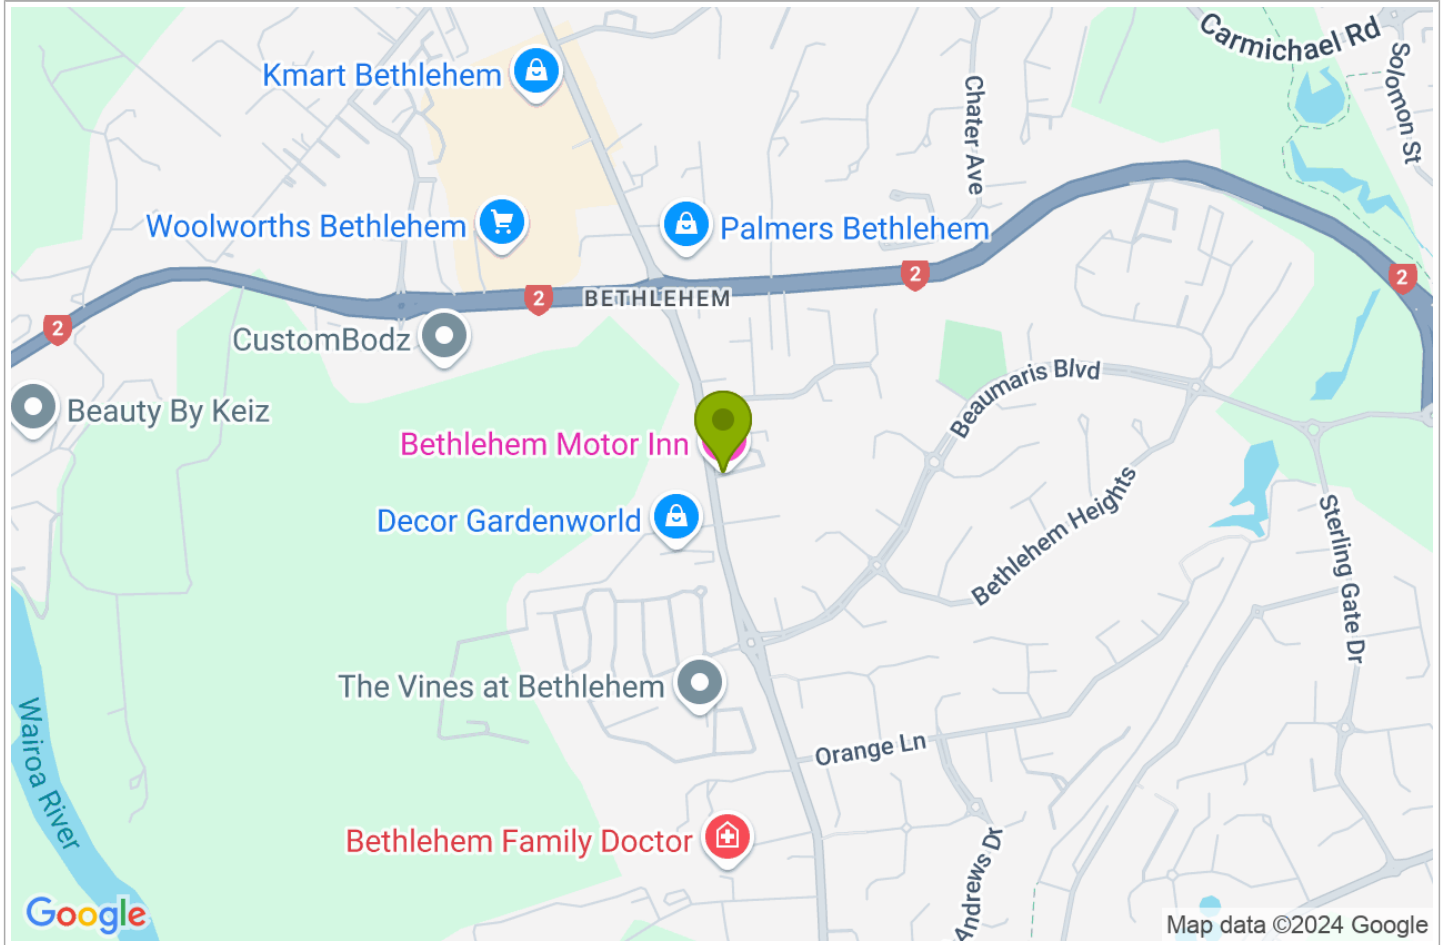 Carmichael Rd
Solomon St
Kmart Bethlehem
Chater Ave
Woolworths Bethlehem
Palmers Bethlehem
2
2
2
BETHLEHEM
2
CustomBodz
Beaumaris Blvd
Beauty By Keiz
Bethlehem Motor Inn
Decor Gardenworld
Bethlehem Heights
Sterling Gate Dr
The Vines at Bethlehem
Wairoa River
Orange Ln
Bethlehem Family Doctor
Andrews Dr
Google
Map data ©2024 Google